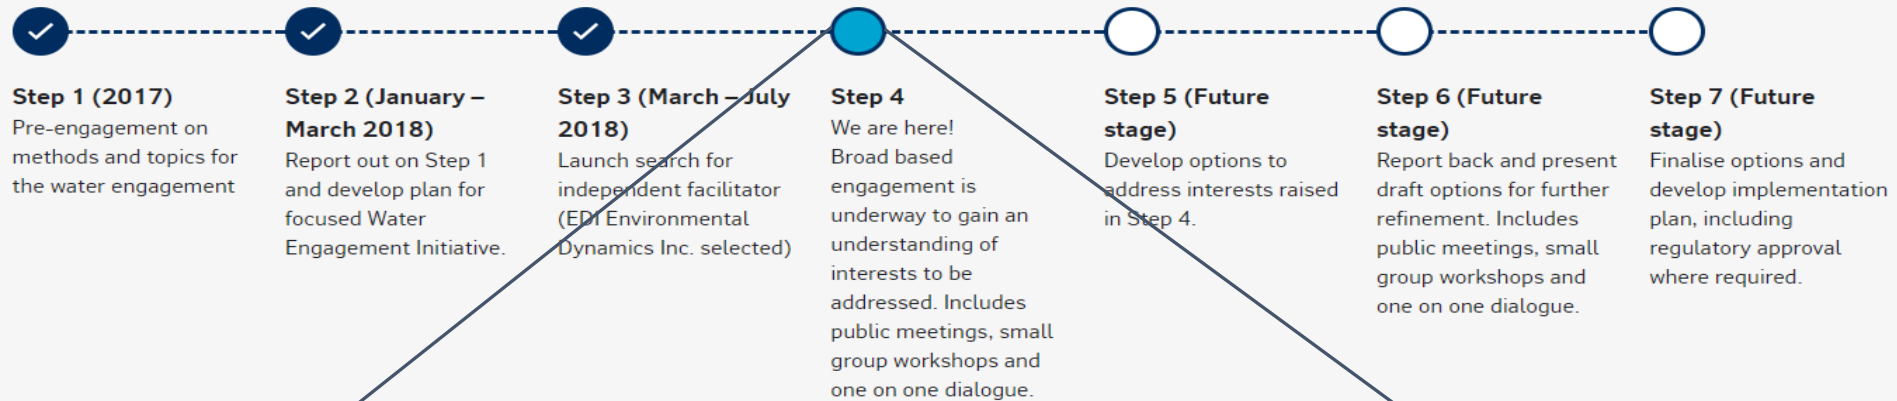 Step 1 (2017)
Pre-engagement on
methods and topics for
the water engagement
Step 2 (January –
March 2018)
Report out on Step 1
and develop plan for
focused Water
Engagement Initiative.
Step 3 (March – July
2018)
Launch search for
independent facilitator
(EDI Environmental
Dynamics Inc. selected)
Step 4
We are here!
Broad based
engagement is
underway to gain an
understanding of
interests to be
addressed. Includes
public meetings, small
group workshops and
one on one dialogue.
Step 5 (Future
stage)
Develop options to
address interests raised
in Step 4.
Step 6 (Future
stage)
Report back and present
draft options for further
refinement. Includes
public meetings, small
group workshops and
one on one dialogue.
Step 7 (Future
stage)
Finalise options and
develop implementation
plan, including
regulatory approval
where required.